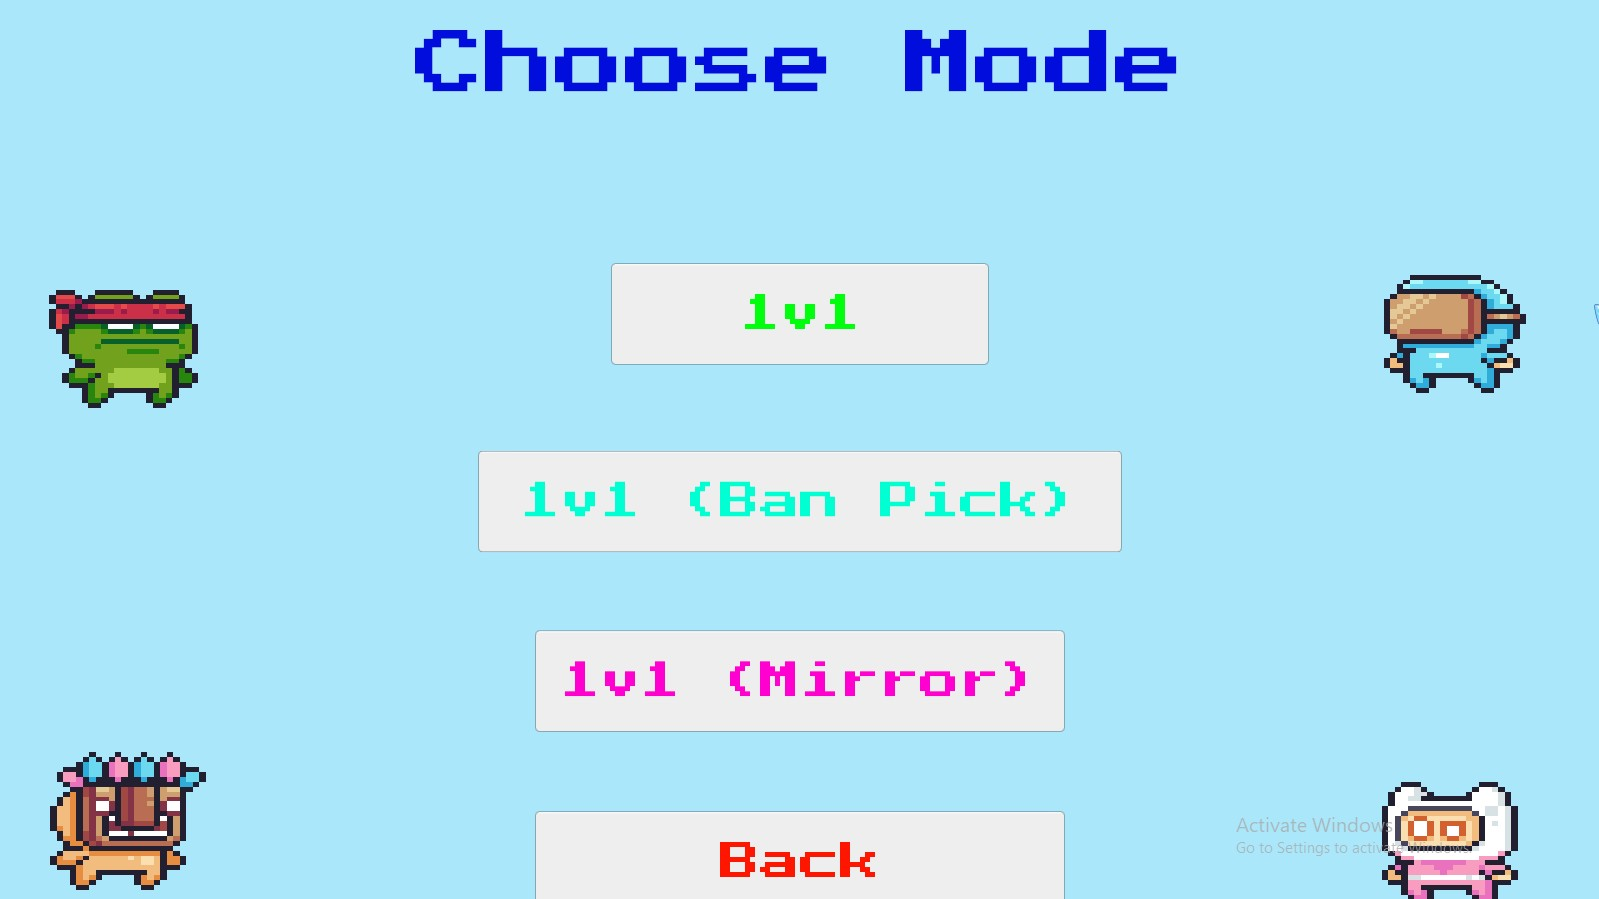 Choose Mode
1v1
1v1 (Ban Pick)
1v1 (Mirror)
Back
Activate Windows
Go to Settings to activate Windows.